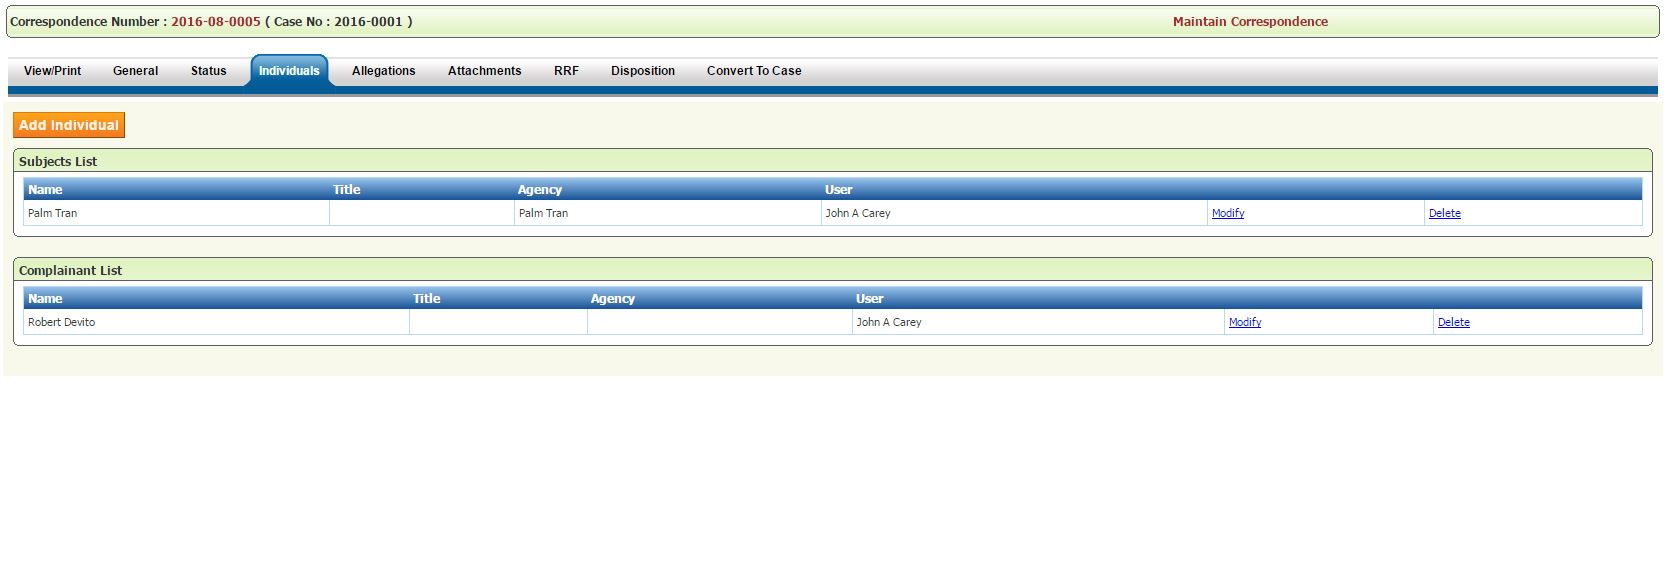 Correspondence Number : 2016-08-0005 ( Case No : 2016-0001 ) Maintain Correspondence
View/Print General Status Individuals Allegations Attachments RRF Disposition Convert To Case
Add Individual
Subjects List
Name Title Agency User
Palm Tran Palm Tran John A Carey Modify Delete
Complainant List
Name Title Agency User
Robert Devito John A Carey Modify Delete